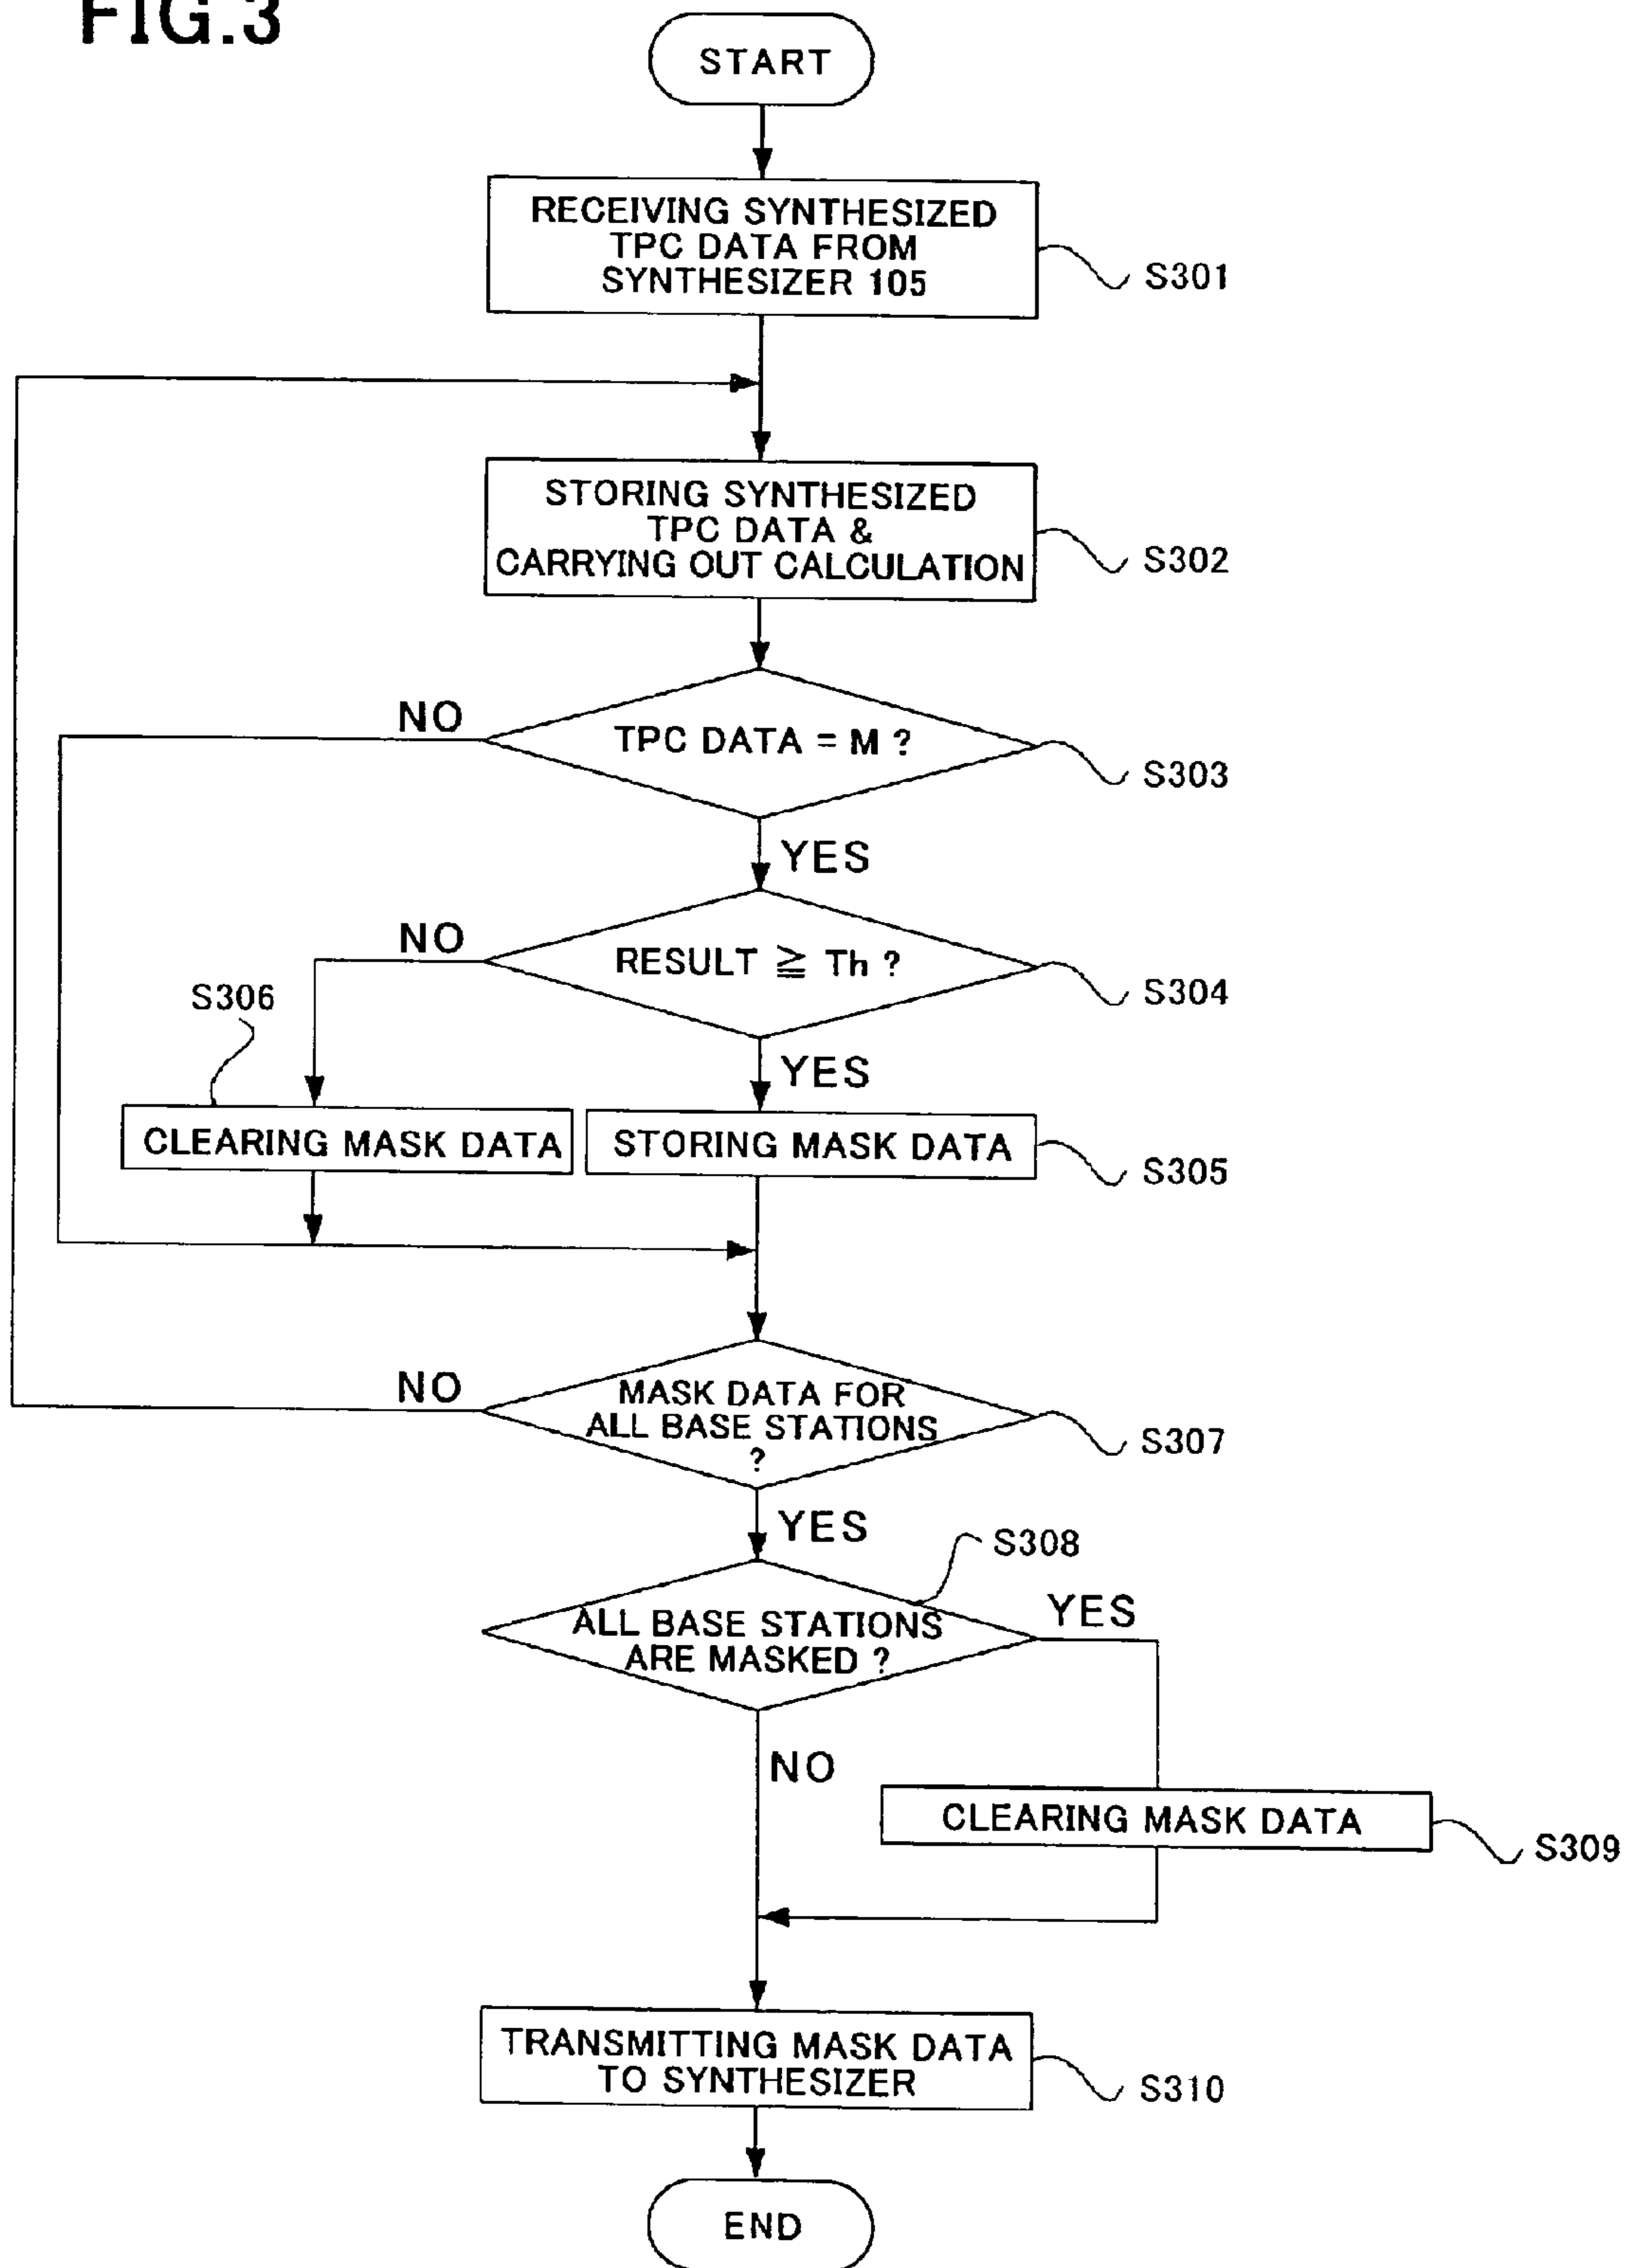 FIG.3
START
RECEIVING SYNTHESIZED
TPC DATA FROM
SYNTHESIZER 105
S301
STORING SYNTHESIZED
TPC DATA &
CARRYING OUT CALCULATION
S302
NO
TPC DATA = M ?
S303
YES
NO
RESULT ≧ Th ?
S304
S306
YES
CLEARING MASK DATA
STORING MASK DATA
S305
NO
MASK DATA FOR
ALL BASE STATIONS
?
S307
YES
S308
ALL BASE STATIONS
ARE MASKED ?
YES
NO
CLEARING MASK DATA
S309
TRANSMITTING MASK DATA
TO SYNTHESIZER
S310
END